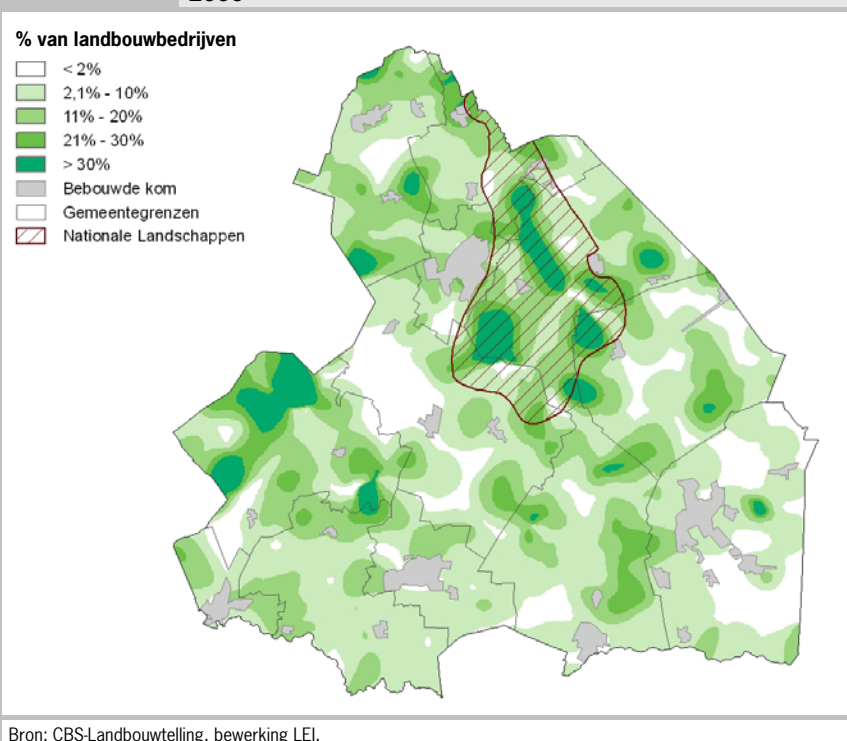 % van landbouwbedrijven
< 2%
2,1% - 10%
11% - 20%
21% - 30%
> 30%
Bebouwde kom
Gemeentegrenzen
Nationale Landschappen
Bron: CBS-Landbouwtelling, bewerking LEI.